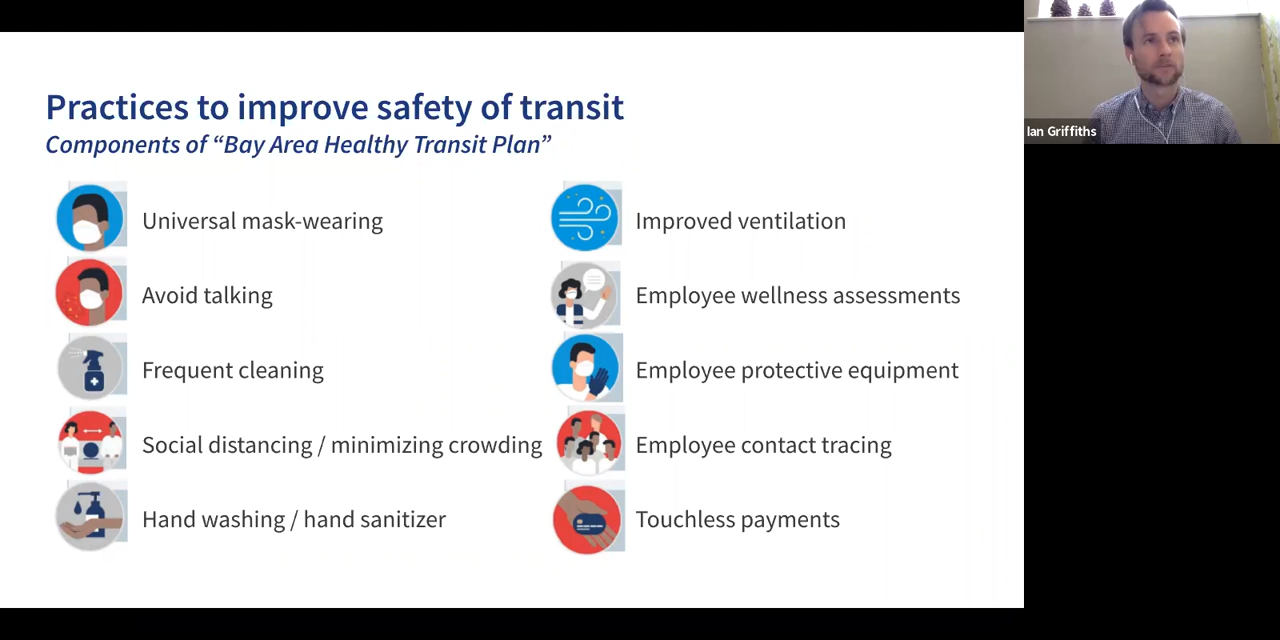 Practices to improve safety of transit
Components of “Bay Area Healthy Transit Plan”
Universal mask-wearing
Avoid talking
Frequent cleaning
Social distancing / minimizing crowding
Hand washing / hand sanitizer
Improved ventilation
Employee wellness assessments
Employee protective equipment
Employee contact tracing
Touchless payments
Ian Griffiths